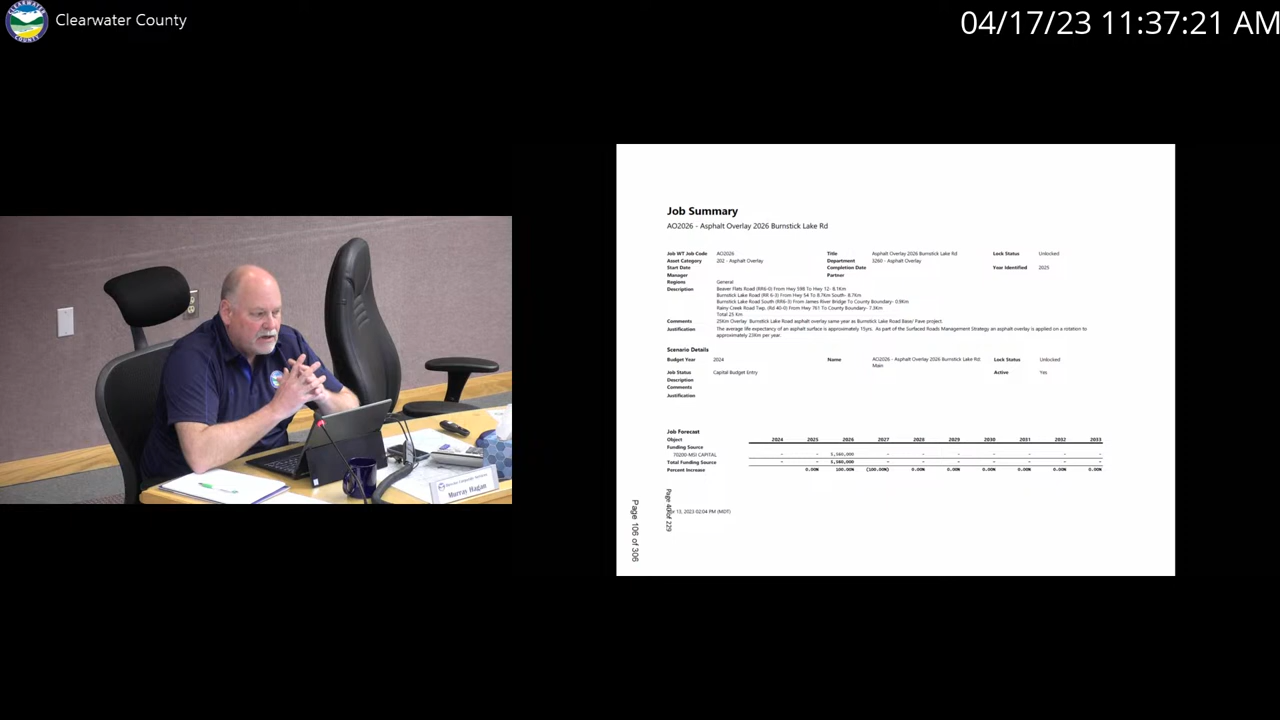 Clearwater County
04/17/23 11:37:21 AM
Job Summary
AO2026 - Asphalt Overlay 2026 Burnstick Lake Rd
Job WT Job Code AO2026 Title Asphalt Overlay 2026 Burnstick Lake Rd Lock Status Unlocked
Asset Category 202 - Asphalt Overlay Department 3260 - Asphalt Overlay
Start Date Completion Date Year Identified 2025
Manager Partner
Regions General
Description Beaver Flats Road (RR6-0) From Hwy 598 To Hwy 12- 8.1Km
Burnstick Lake Road (RR 6-3) From Hwy 54 To 8.7Km South- 8.7Km
Burnstick Lake Road South (RR6-3) From James River Bridge To County Boundary- 0.9Km
Rainy Creek Road Twp. (Rd 40-0) From Hwy 761 To County Boundary- 7.3Km
Total 25 Km
Comments 25Km Overlay Burnstick Lake Road asphalt overlay same year as Burnstick Lake Road Base/ Pave project.
Justification The average life expectancy of an asphalt surface is approximately 15yrs. As part of the Surfaced Roads Management Strategy an asphalt overlay is applied on a rotation to
approximately 23Km per year.
Scenario Details
Budget Year 2024 Name AO2026 - Asphalt Overlay 2026 Burnstick Lake Rd Lock Status Unlocked
Main
Job Status Capital Budget Entry Active Yes
Description
Comments
Justification
Job Forecast
Object 2024 2025 2026 2027 2028 2029 2030 2031 2032 2033
Funding Source
70200-MSI CAPITAL - - 5,160,000 - - - - - - -
Total Funding Source - - 5,160,000 - - - - - - -
Percent Increase 0.00% 100.00% (100.00%) 0.00% 0.00% 0.00% 0.00% 0.00% 0.00%
13, 2023 02:04 PM (MDT)
Page 40 of 229
Page 106 of 306
Murray Hagan